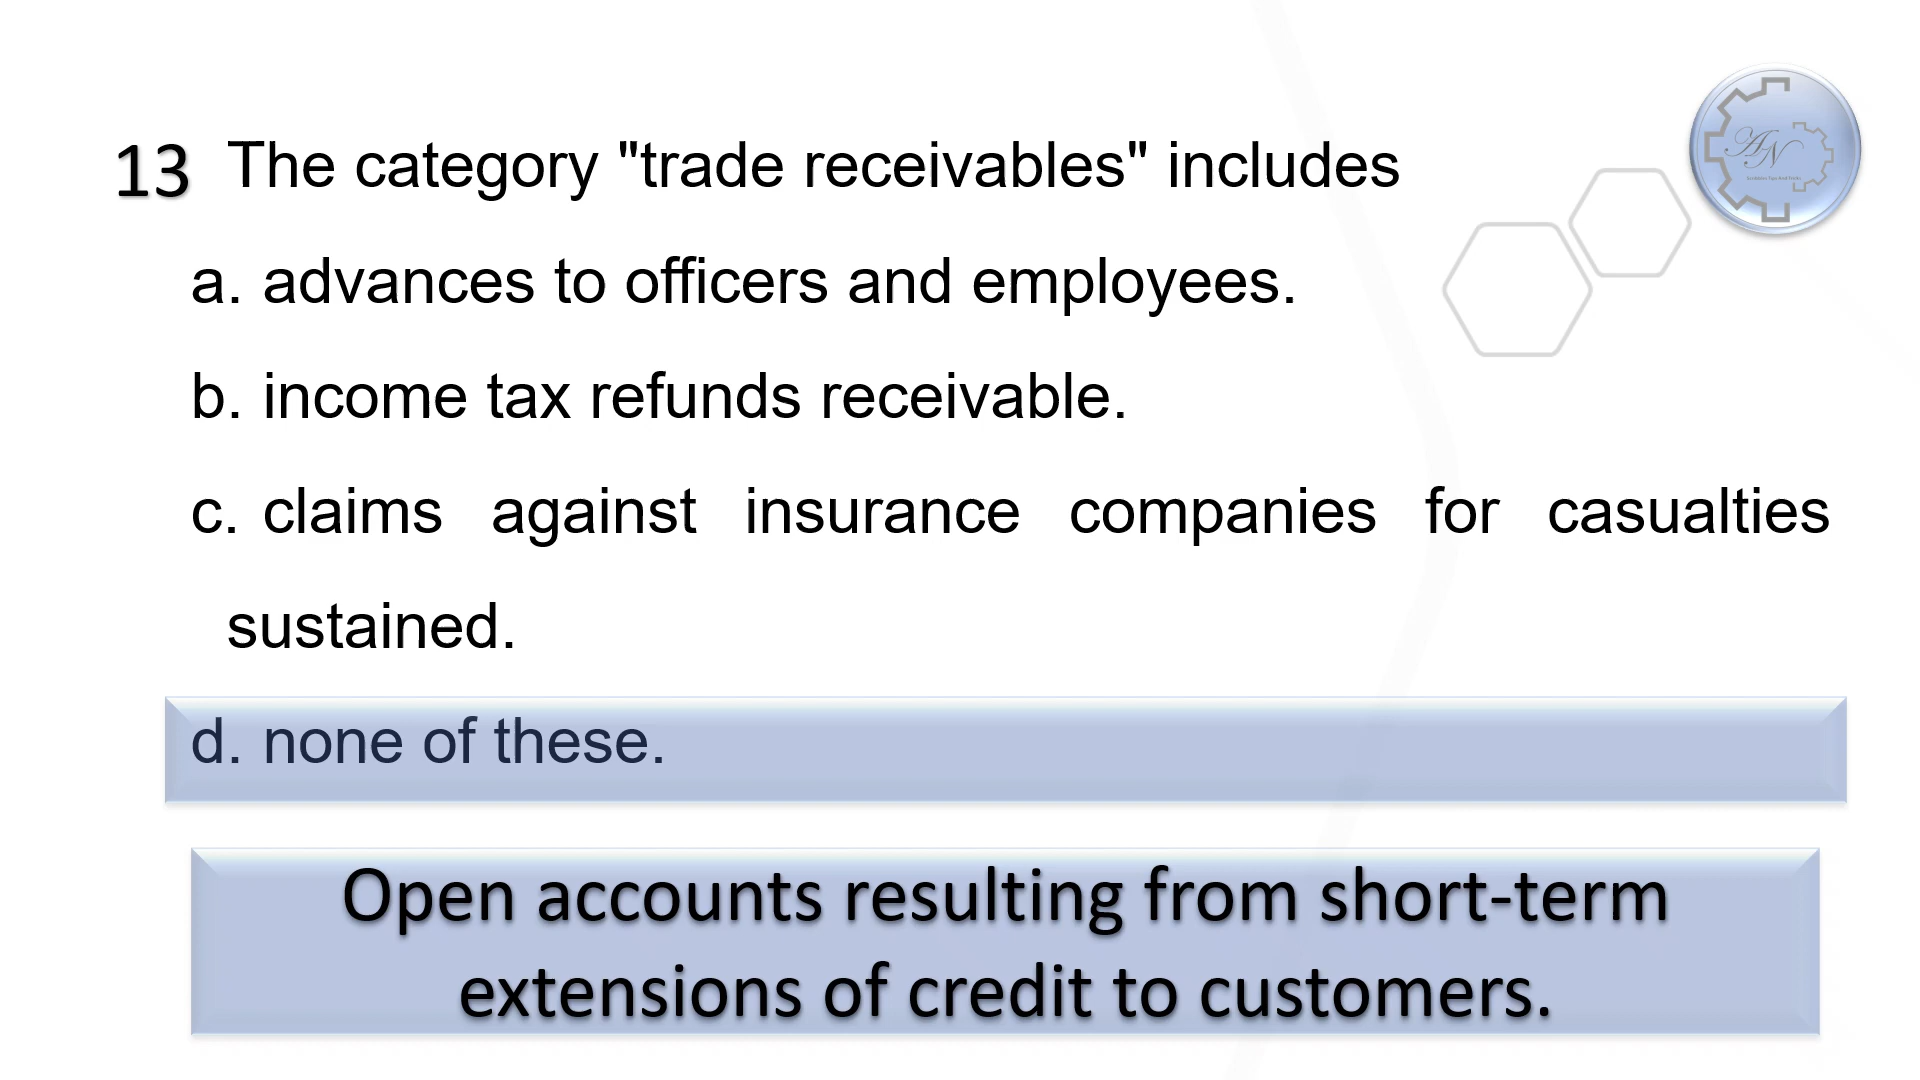 13 The category "trade receivables" includes
a. advances to officers and employees.
b. income tax refunds receivable.
c. claims against insurance companies for casualties
sustained.
d. none of these.
Open accounts resulting from short-term
extensions of credit to customers.
AN